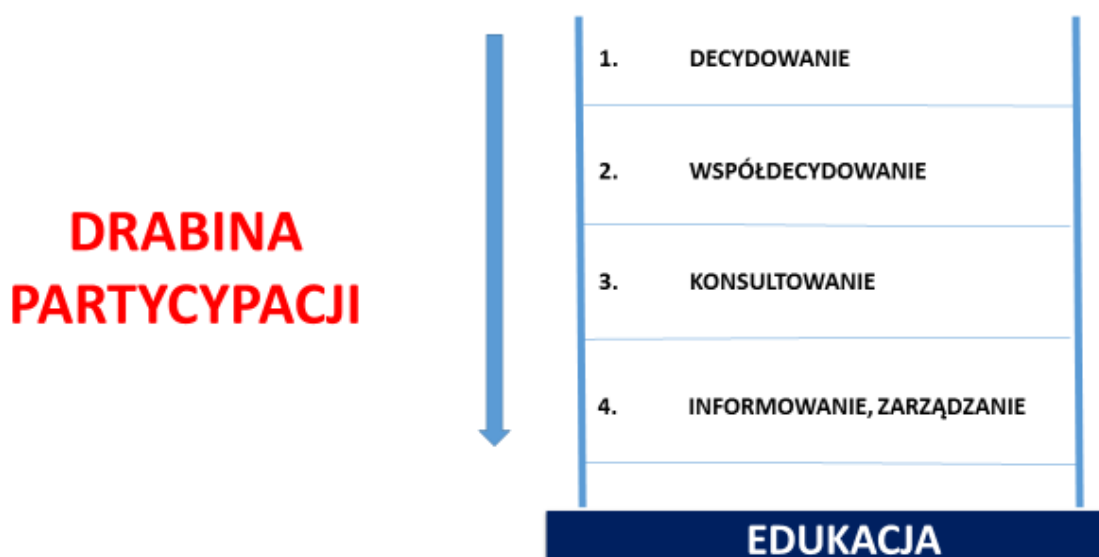 DRABINA
PARTYCYPACJI
1. DECYDOWANIE
2. WSPÓŁDECYDOWANIE
3. KONSULTOWANIE
4. INFORMOWANIE, ZARZĄDZANIE
EDUKACJA